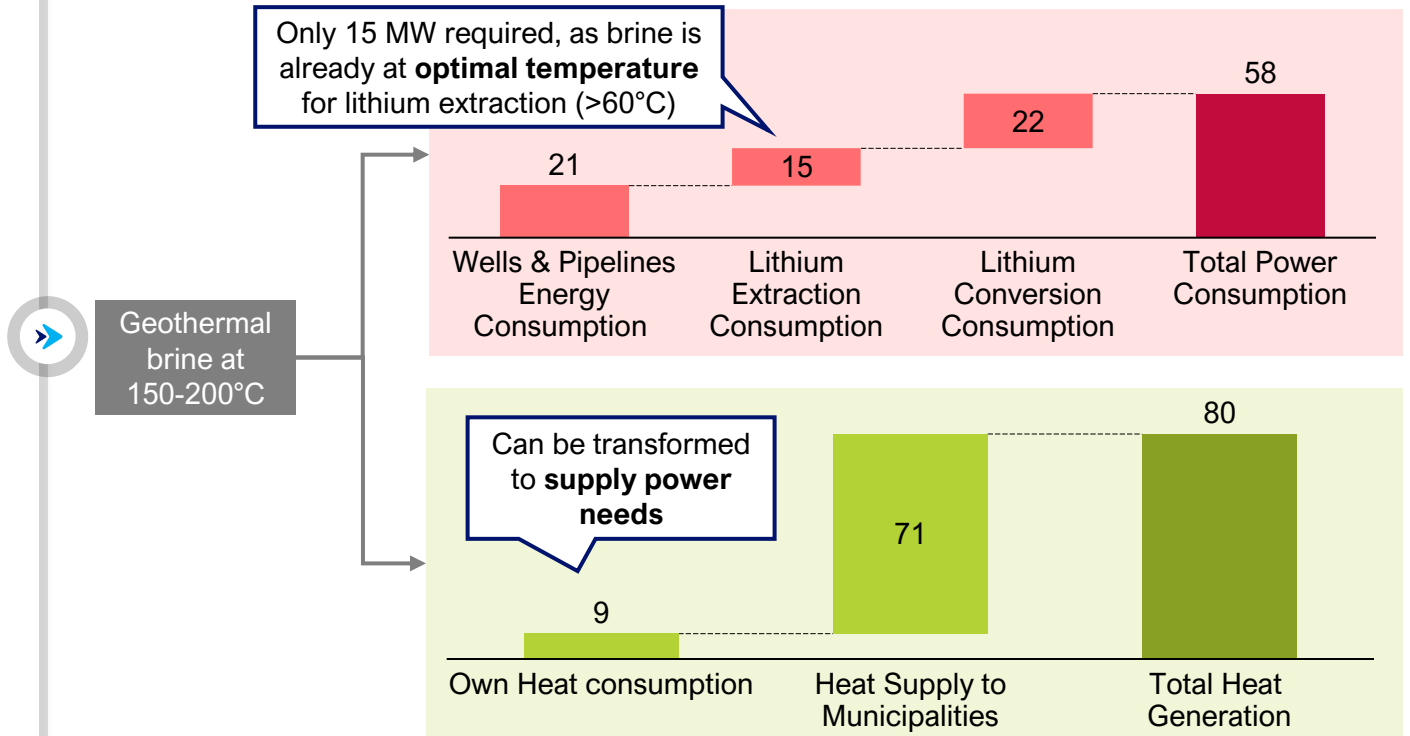 Only 15 MW required, as brine is
already at optimal temperature
for lithium extraction (>60°C)
21
15
22
58
Wells & Pipelines
Energy
Consumption
Lithium
Extraction
Consumption
Lithium
Conversion
Consumption
Total Power
Consumption
Geothermal
brine at
150-200°C
Can be transformed
to supply power
needs
9
71
80
Own Heat consumption
Heat Supply to
Municipalities
Total Heat
Generation